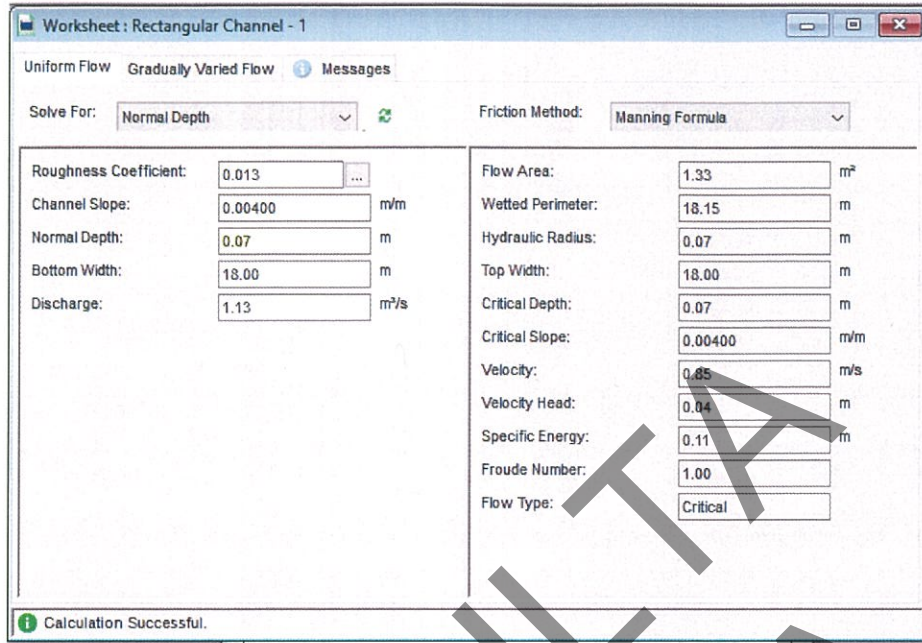 Worksheet : Rectangular Channel - 1
Uniform Flow Gradually Varied Flow Messages
Solve For: Normal Depth Friction Method: Manning Formula
Roughness Coefficient: 0.013 ...
Channel Slope: 0.00400 m/m
Normal Depth: 0.07 m
Bottom Width: 18.00 m
Discharge: 1.13 m³/s
Flow Area: 1.33 m²
Wetted Perimeter: 18.15 m
Hydraulic Radius: 0.07 m
Top Width: 18.00 m
Critical Depth: 0.07 m
Critical Slope: 0.00400 m/m
Velocity: 0.85 m/s
Velocity Head: 0.04 m
Specific Energy: 0.11 m
Froude Number: 1.00
Flow Type: Critical
Calculation Successful.
LTA